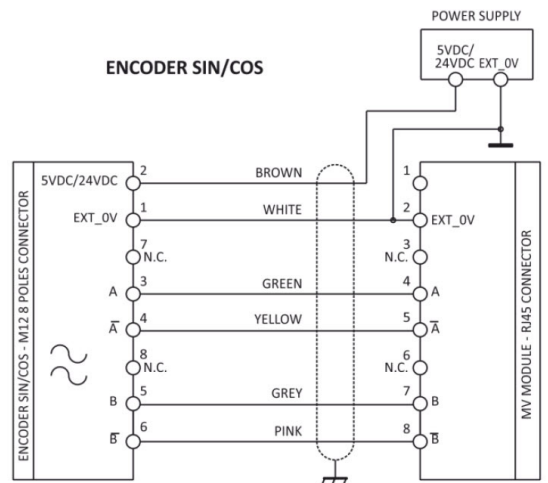 POWER SUPPLY
5VDC/
24VDC EXT_0V
ENCODER SIN/COS
ENCODER SIN/COS - M12 8 POLES CONNECTOR
5VDC/24VDC 2 BROWN 1
EXT_0V 1 WHITE 2 EXT_0V
7 N.C. 3 N.C.
A 3 GREEN 4 A
A̅ 4 YELLOW 5 A̅
8 N.C. 6 N.C.
B 5 GREY 7 B
B̅ 6 PINK 8 B̅
MV MODULE - RJ45 CONNECTOR